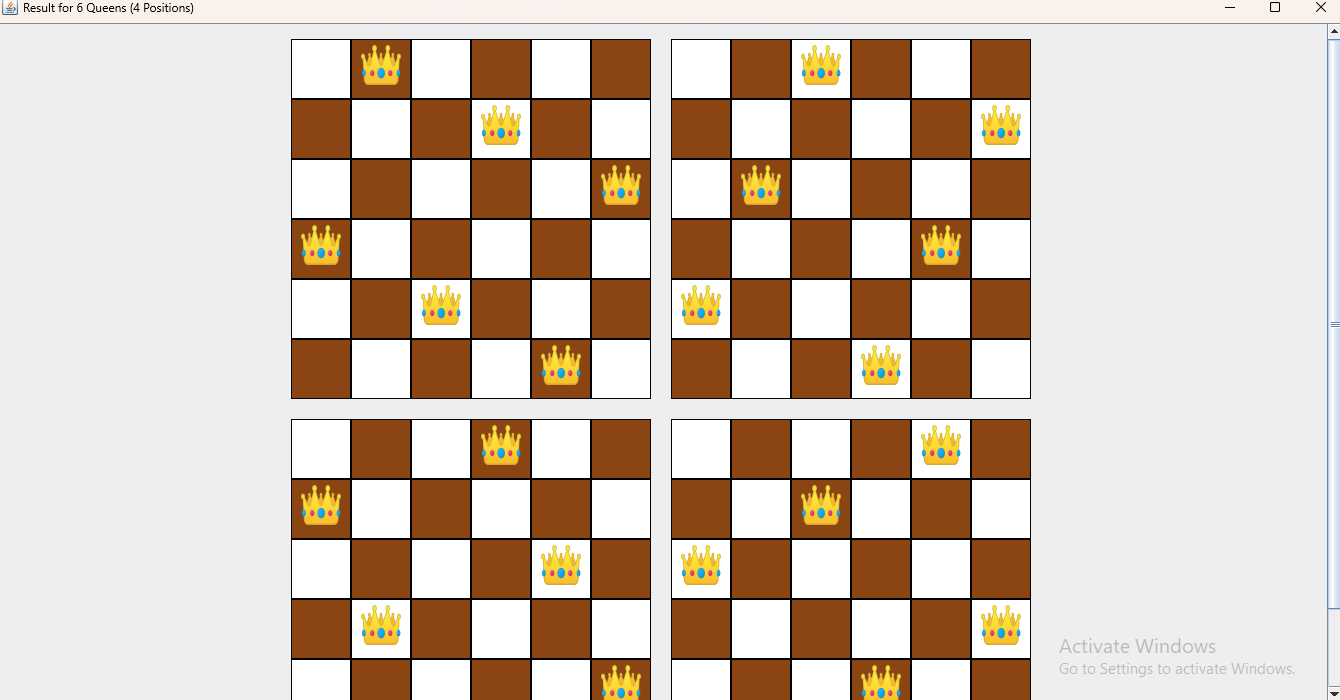 Result for 6 Queens (4 Positions)
Activate Windows
Go to Settings to activate Windows.